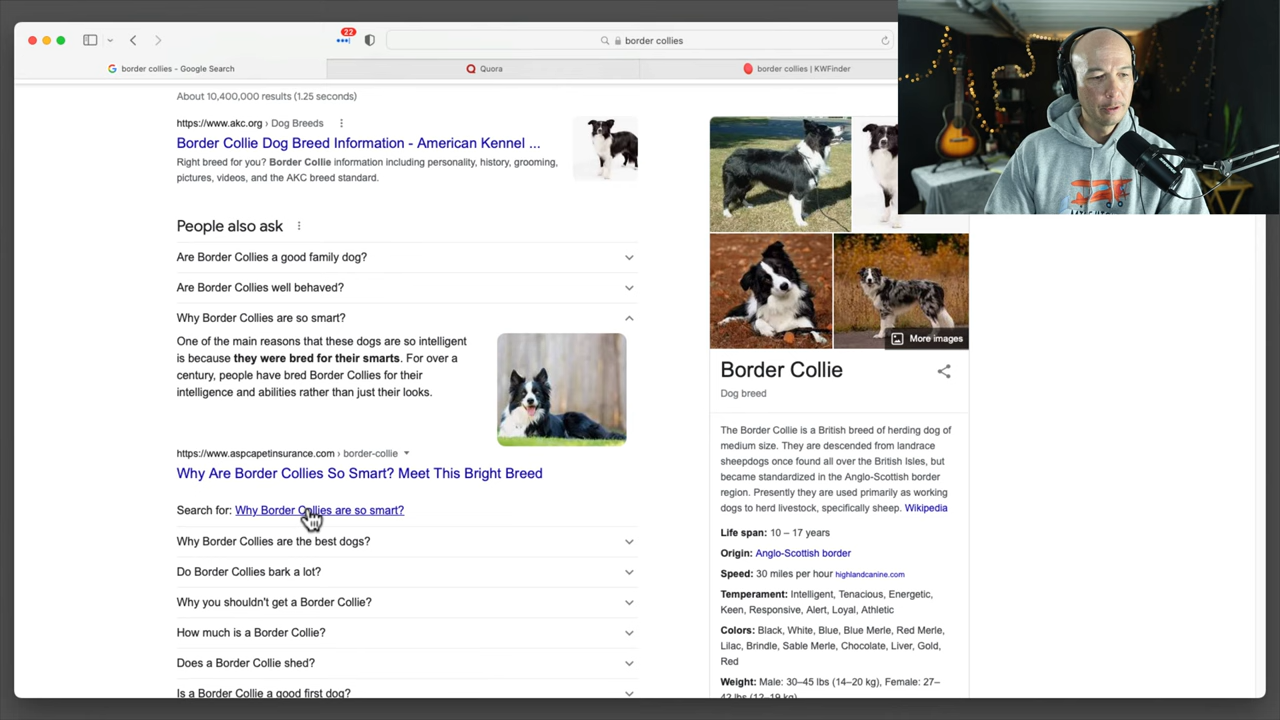 22
border collies
border collies - Google Search
Quora
border collies | KWFinder
About 10,400,000 results (1.25 seconds)
https://www.akc.org › Dog Breeds
Border Collie Dog Breed Information - American Kennel ...
Right breed for you? Border Collie information including personality, history, grooming,
pictures, videos, and the AKC breed standard.
People also ask
Are Border Collies a good family dog?
Are Border Collies well behaved?
Why Border Collies are so smart?
One of the main reasons that these dogs are so intelligent
is because they were bred for their smarts. For over a
century, people have bred Border Collies for their
intelligence and abilities rather than just their looks.
https://www.aspcapetinsurance.com › border-collie
Why Are Border Collies So Smart? Meet This Bright Breed
Search for: Why Border Collies are so smart?
Why Border Collies are the best dogs?
Do Border Collies bark a lot?
Why you shouldn't get a Border Collie?
How much is a Border Collie?
Does a Border Collie shed?
Is a Border Collie a good first dog?
More images
Border Collie
Dog breed
The Border Collie is a British breed of herding dog of
medium size. They are descended from landrace
sheepdogs once found all over the British Isles, but
became standardized in the Anglo-Scottish border
region. Presently they are used primarily as working
dogs to herd livestock, specifically sheep. Wikipedia
Life span: 10 – 17 years
Origin: Anglo-Scottish border
Speed: 30 miles per hour highlandcanine.com
Temperament: Intelligent, Tenacious, Energetic,
Keen, Responsive, Alert, Loyal, Athletic
Colors: Black, White, Blue, Blue Merle, Red Merle,
Lilac, Brindle, Sable Merle, Chocolate, Liver, Gold,
Red
Weight: Male: 30–45 lbs (14–20 kg), Female: 27–
42 lbs (12–19 kg)